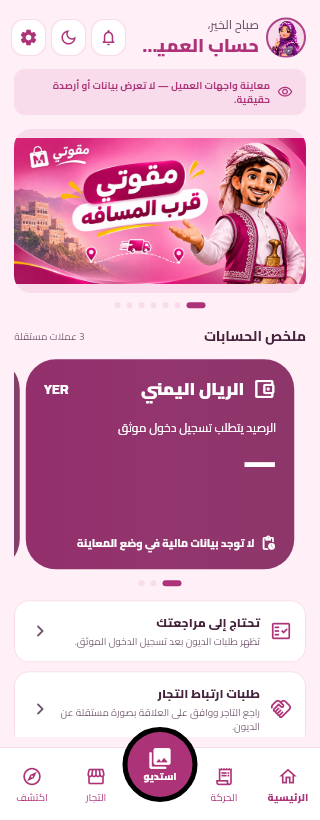 صباح الخير،
حساب العميـ...
معاينة واجهات العميل — لا تعرض بيانات أو أرصدة
حقيقية.
مقوتي
مقوتي
قرب المسافه
ملخص الحسابات
3 عملات مستقلة
الريال اليمني
YER
الرصيد يتطلب تسجيل دخول موثق
—
لا توجد بيانات مالية في وضع المعاينة
تحتاج إلى مراجعتك
تظهر طلبات الديون بعد تسجيل الدخول الموثق.
طلبات ارتباط التجار
راجع التاجر ووافق على العلاقة بصورة مستقلة عن
الديون.
الرئيسية
الحركة
استديو
التجار
اكتشف